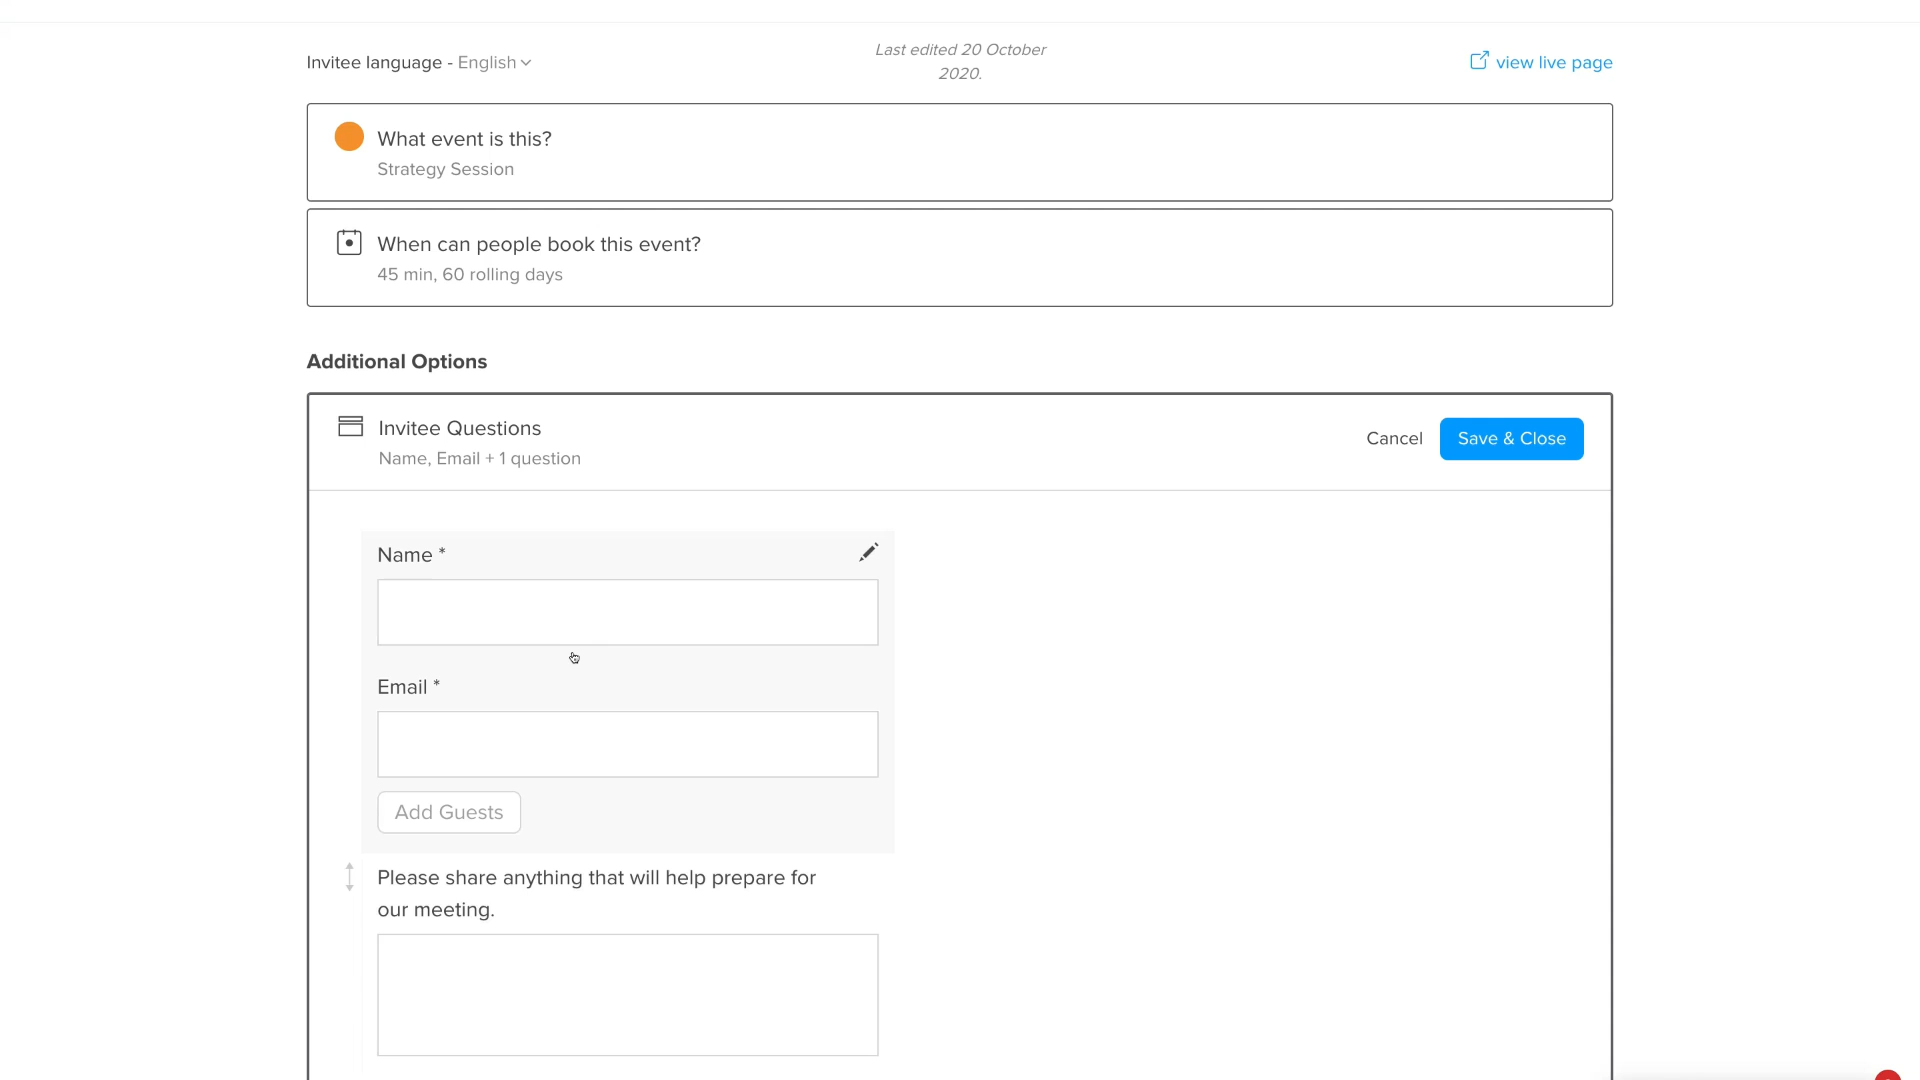 Invitee language - English
Last edited 20 October
2020.
view live page
What event is this?
Strategy Session
When can people book this event?
45 min, 60 rolling days
Additional Options
Invitee Questions
Name, Email + 1 question
Cancel
Save & Close
Name *
Email *
Add Guests
Please share anything that will help prepare for
our meeting.